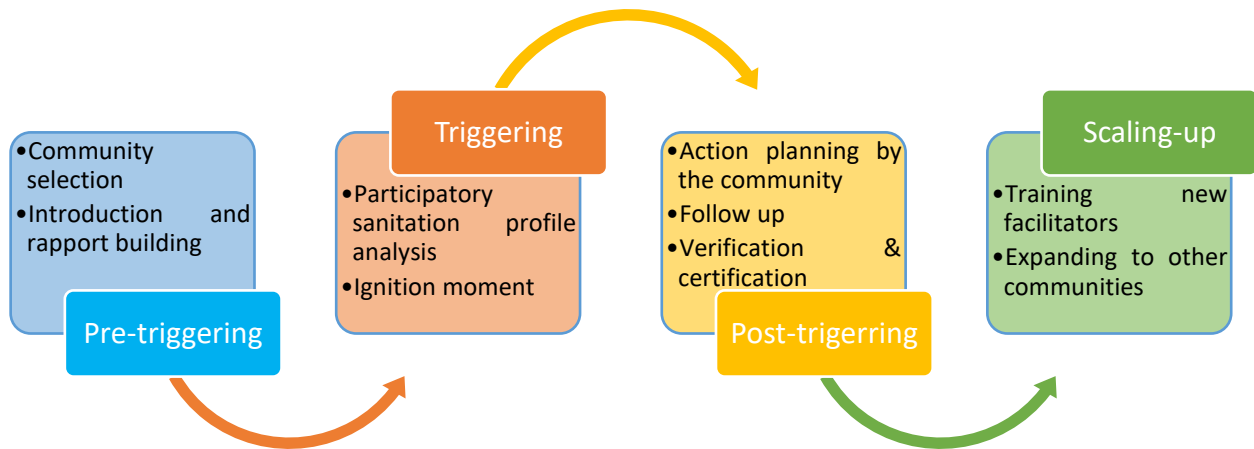 •Community
selection
•Introduction and
rapport building
Pre-triggering
Triggering
•Participatory
sanitation profile
analysis
•Ignition moment
•Action planning by
the community
•Follow up
•Verification &
certification
Post-trigerring
Scaling-up
•Training new
facilitators
•Expanding to other
communities